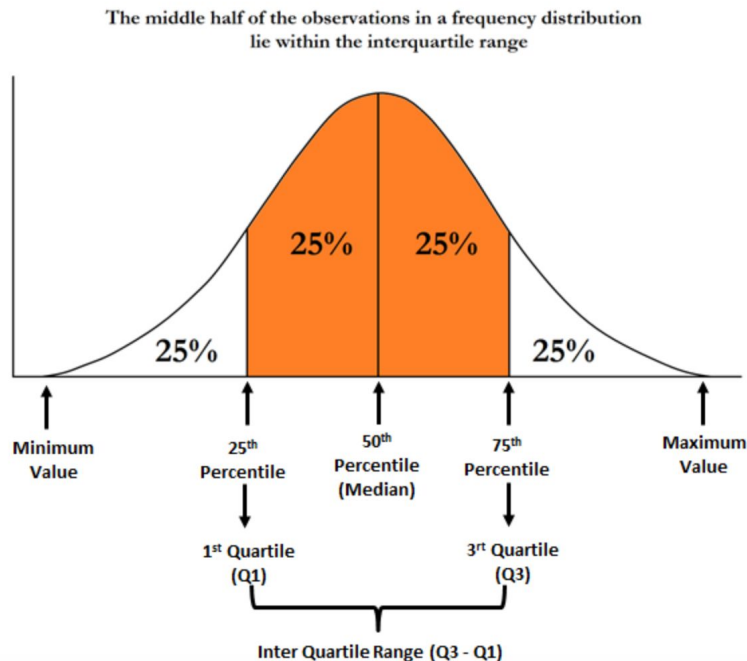 The middle half of the observations in a frequency distribution
lie within the interquartile range
25%
25%
25%
25%
Minimum
Value
25th
Percentile
50th
Percentile
(Median)
75th
Percentile
Maximum
Value
1st Quartile
(Q1)
3rt Quartile
(Q3)
Inter Quartile Range (Q3 - Q1)